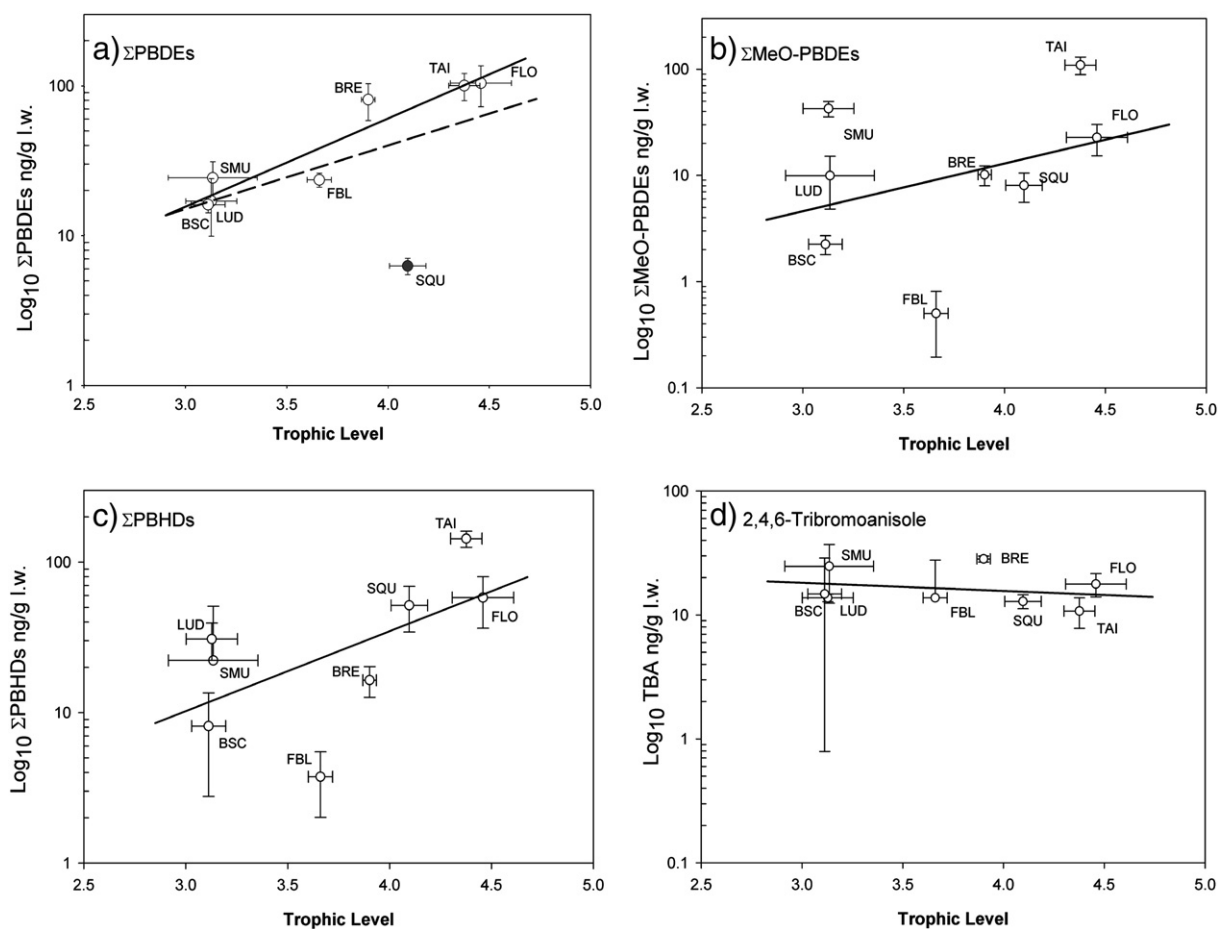 a) ΣPBDEs
Log10 ΣPBDEs ng/g l.w.
100
10
1
BRE
TAI
FLO
SMU
FBL
BSC
LUD
SQU
2.5 3.0 3.5 4.0 4.5 5.0
Trophic Level
b) ΣMeO-PBDEs
Log10 ΣMeO-PBDEs ng/g l.w.
100
10
1
0.1
TAI
SMU
FLO
LUD
BRE
SQU
BSC
FBL
2.5 3.0 3.5 4.0 4.5 5.0
Trophic Level
c) ΣPBHDs
Log10 ΣPBHDs ng/g l.w.
100
10
1
TAI
SQU
LUD
FLO
SMU
BRE
BSC
FBL
2.5 3.0 3.5 4.0 4.5 5.0
Trophic Level
d) 2,4,6-Tribromoanisole
Log10 TBA ng/g l.w.
100
10
1
0.1
SMU
BRE
FLO
BSC
LUD
FBL
SQU
TAI
2.5 3.0 3.5 4.0 4.5 5.0
Trophic Level